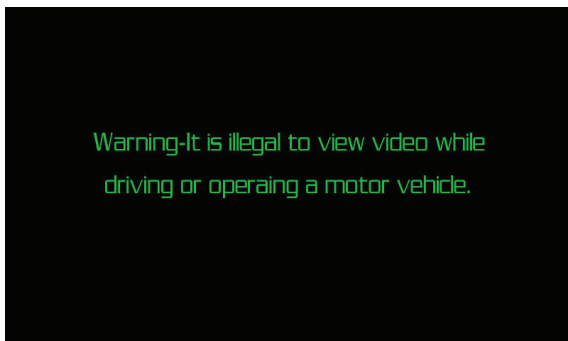 Warning-It is illegal to view video while
driving or operaing a motor vehicle.